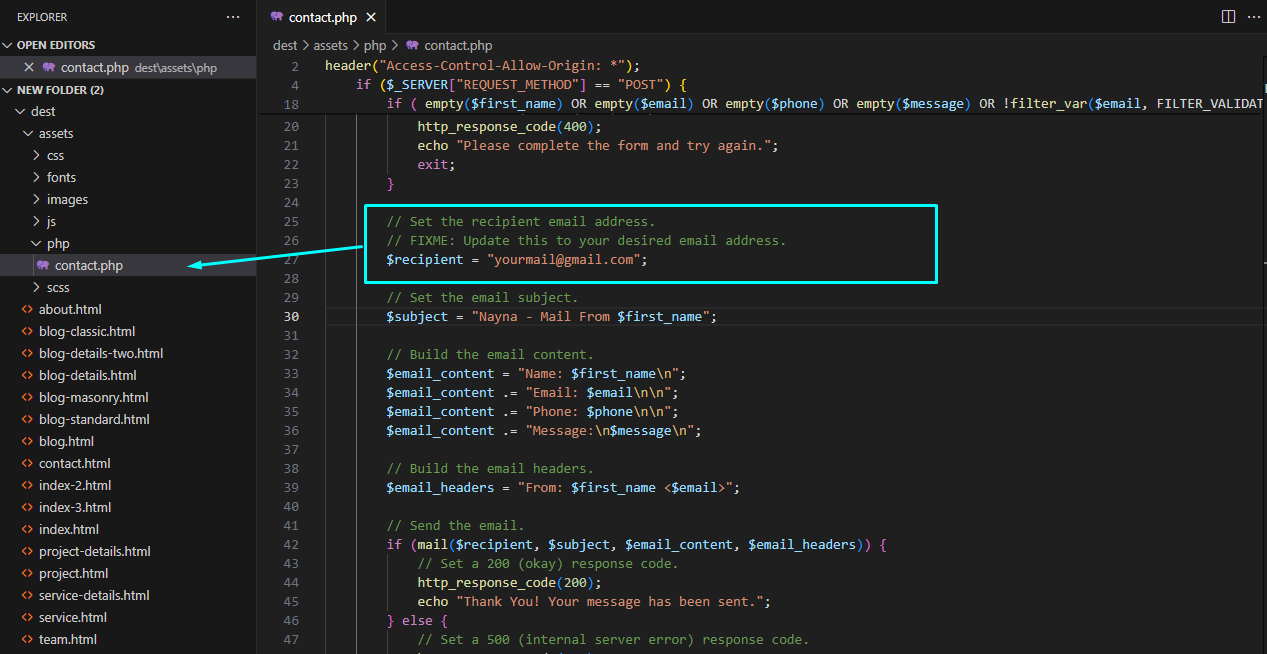 EXPLORER
OPEN EDITORS
contact.php dest\assets\php
NEW FOLDER (2)
dest
assets
css
fonts
images
js
php
contact.php
scss
about.html
blog-classic.html
blog-details-two.html
blog-details.html
blog-masonry.html
blog-standard.html
blog.html
contact.html
index-2.html
index-3.html
index.html
project-details.html
project.html
service-details.html
service.html
team.html
contact.php
dest > assets > php > contact.php
2 header("Access-Control-Allow-Origin: *");
4 if ($_SERVER["REQUEST_METHOD"] == "POST") {
18 if ( empty($first_name) OR empty($email) OR empty($phone) OR empty($message) OR !filter_var($email, FILTER_VALIDAT
20 http_response_code(400);
21 echo "Please complete the form and try again.";
22 exit;
23 }
24
25 // Set the recipient email address.
26 // FIXME: Update this to your desired email address.
27 $recipient = "yourmail@gmail.com";
28
29 // Set the email subject.
30 $subject = "Nayna - Mail From $first_name";
31
32 // Build the email content.
33 $email_content = "Name: $first_name\n";
34 $email_content .= "Email: $email\n\n";
35 $email_content .= "Phone: $phone\n\n";
36 $email_content .= "Message:\n$message\n";
37
38 // Build the email headers.
39 $email_headers = "From: $first_name <$email>";
40
41 // Send the email.
42 if (mail($recipient, $subject, $email_content, $email_headers)) {
43 // Set a 200 (okay) response code.
44 http_response_code(200);
45 echo "Thank You! Your message has been sent.";
46 } else {
47 // Set a 500 (internal server error) response code.